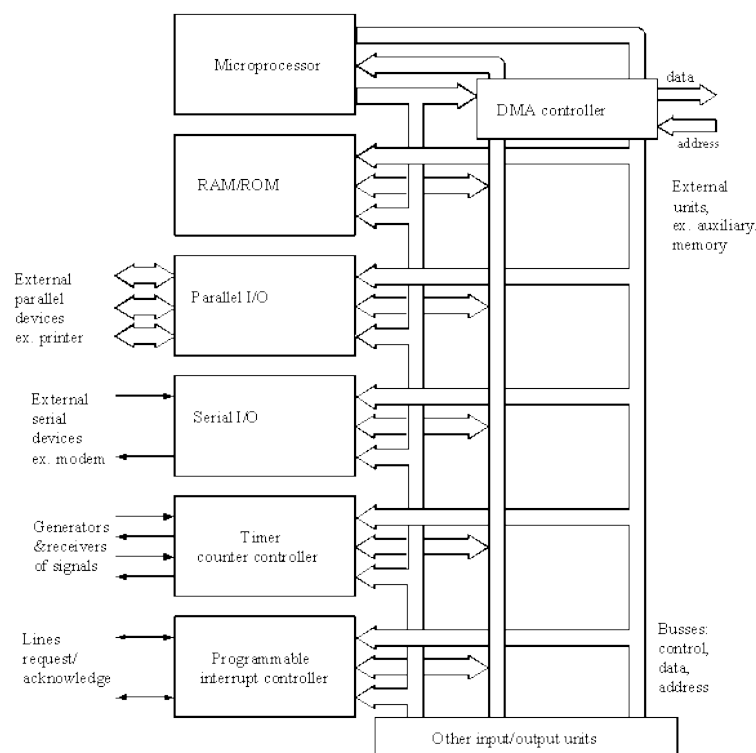 Microprocessor
data
DMA controller
address
RAM/ROM
External
units,
ex. auxiliary,
memory
External
parallel
devices
ex. printer
Parallel I/O
External
serial
devices
ex. modem
Serial I/O
Generators
&receivers
of signals
Timer
counter controller
Lines
request/
acknowledge
Programmable
interrupt controller
Busses:
control,
data,
address
Other input/output units